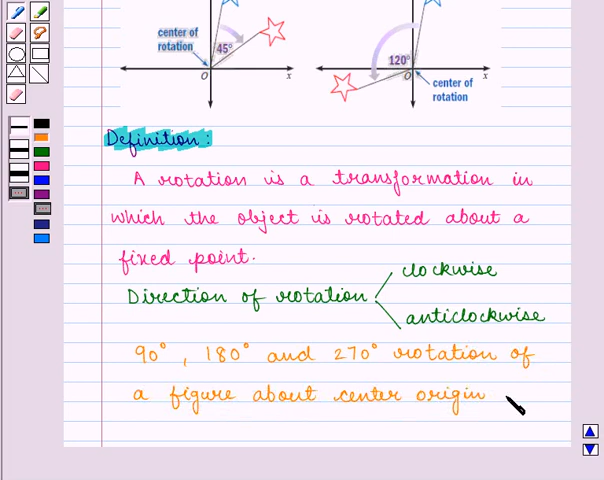 center of
rotation
45°
O
x
120°
O
x
center of
rotation
Definition:
A rotation is a transformation in
which the object is rotated about a
fixed point.
clockwise
Direction of rotation
anticlockwise
90°, 180° and 270° rotation of
a figure about center origin